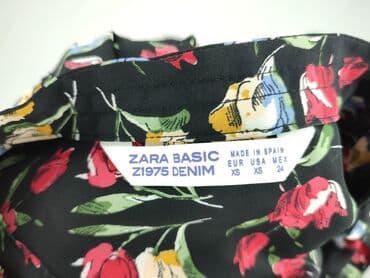 ZARA BASIC
Z1975 DENIM
MADE IN SPAIN
EUR USA MEX
XS XS 24